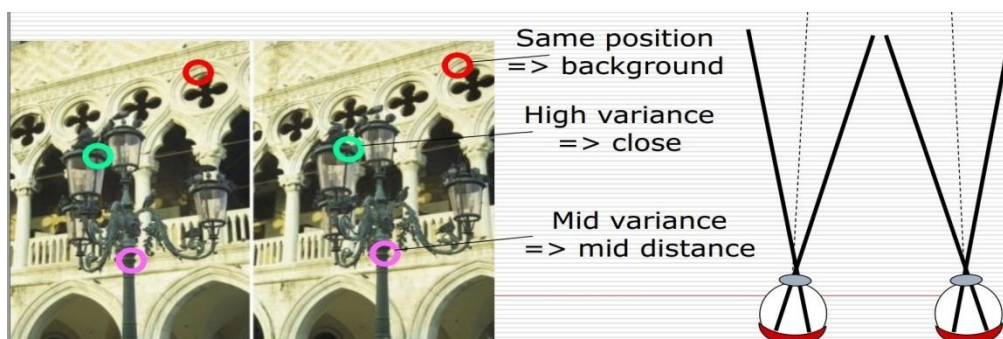 Same position
=> background
High variance
=> close
Mid variance
=> mid distance